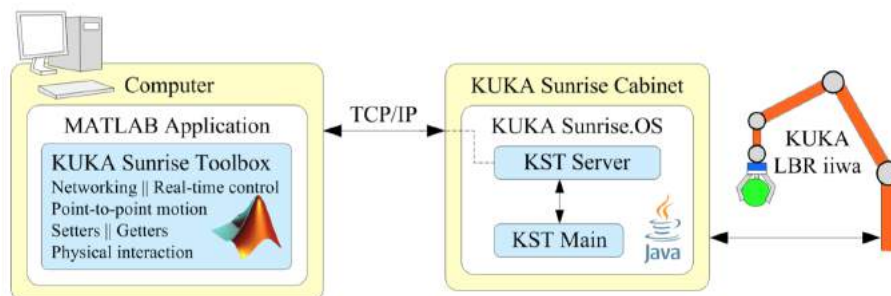 Computer
MATLAB Application
KUKA Sunrise Toolbox
Networking || Real-time control
Point-to-point motion
Setters || Getters
Physical interaction
TCP/IP
KUKA Sunrise Cabinet
KUKA Sunrise.OS
KST Server
KST Main
Java
KUKA
LBR iiwa